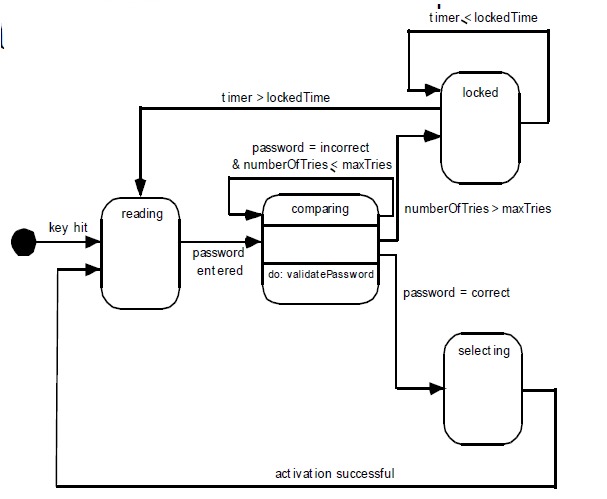 timer ≤ lockedTime
locked
timer > lockedTime
password = incorrect
& numberOfTries ≤ maxTries
reading
comparing
numberOfTries > maxTries
key hit
password
entered
do: validatePassword
password = correct
selecting
activation successful